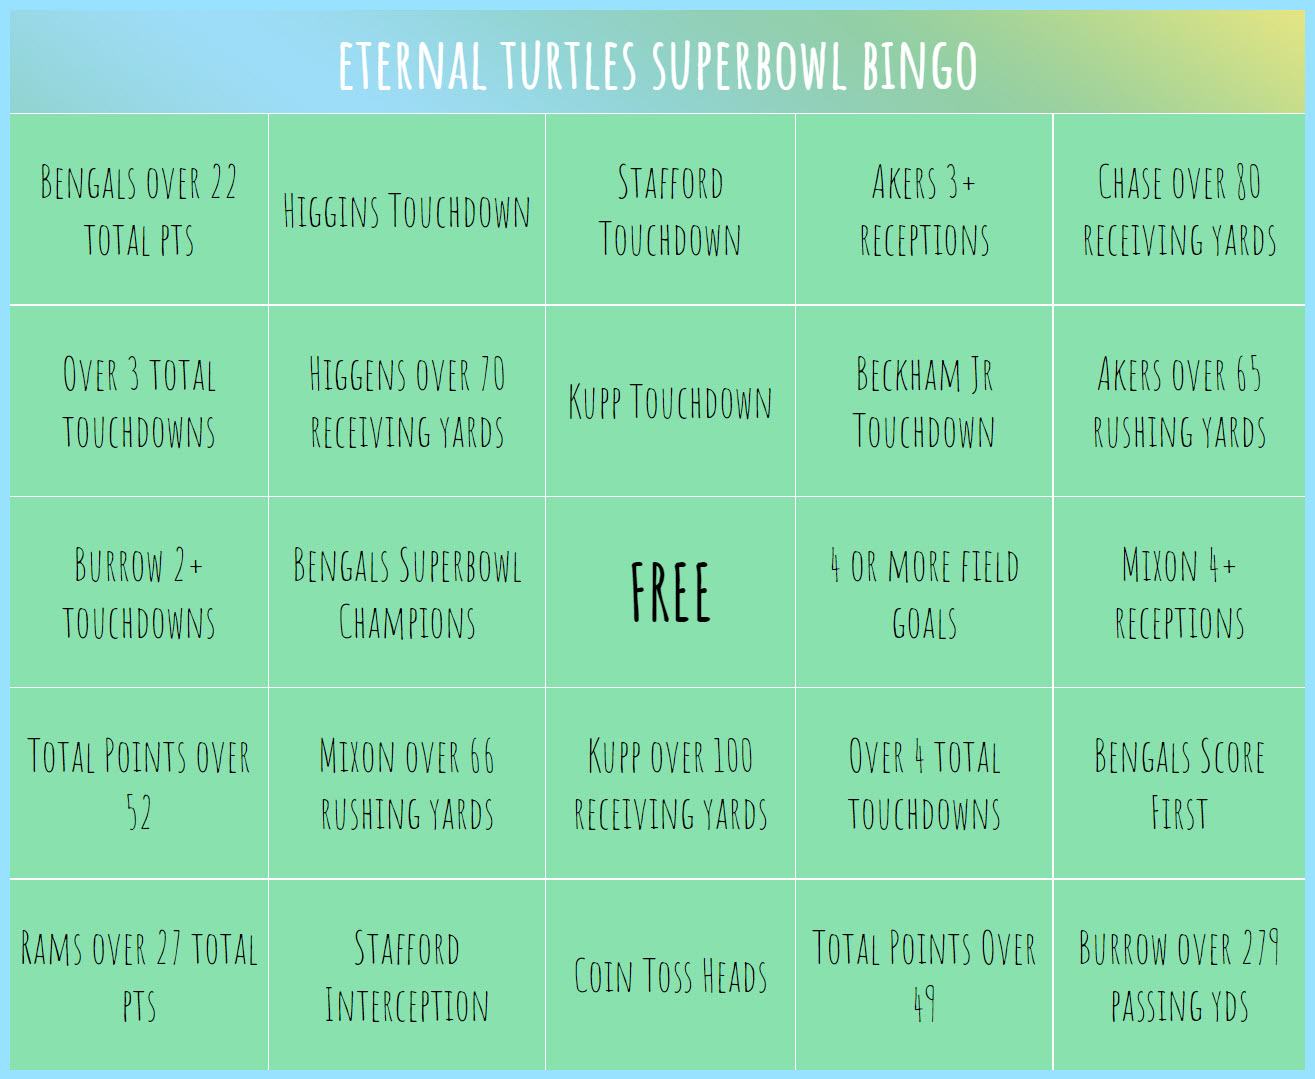 ETERNAL TURTLES SUPERBOWL BINGO
BENGALS OVER 22
TOTAL PTS
HIGGINS TOUCHDOWN
STAFFORD
TOUCHDOWN
AKERS 3+
RECEPTIONS
CHASE OVER 80
RECEIVING YARDS
OVER 3 TOTAL
TOUCHDOWNS
HIGGENS OVER 70
RECEIVING YARDS
KUPP TOUCHDOWN
BECKHAM JR
TOUCHDOWN
AKERS OVER 65
RUSHING YARDS
BURROW 2+
TOUCHDOWNS
BENGALS SUPERBOWL
CHAMPIONS
FREE
4 OR MORE FIELD
GOALS
MIXON 4+
RECEPTIONS
TOTAL POINTS OVER
52
MIXON OVER 66
RUSHING YARDS
KUPP OVER 100
RECEIVING YARDS
OVER 4 TOTAL
TOUCHDOWNS
BENGALS SCORE
FIRST
RAMS OVER 27 TOTAL
PTS
STAFFORD
INTERCEPTION
COIN TOSS HEADS
TOTAL POINTS OVER
49
BURROW OVER 279
PASSING YDS